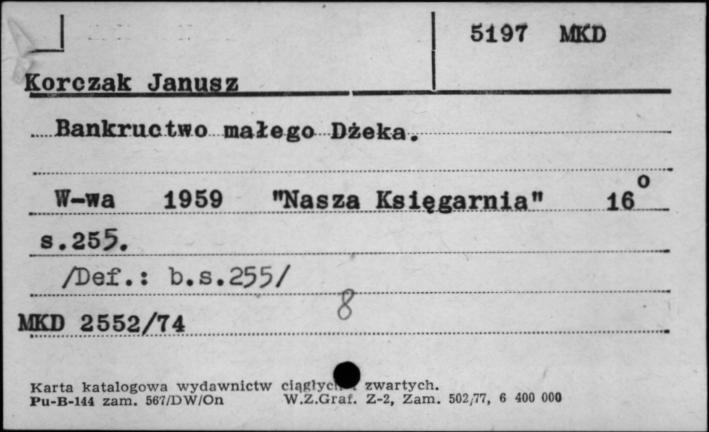 5197 MKD
Korczak Janusz
Bankructwo małego Dżeka.
W-wa 1959 "Nasza Księgarnia" 16°
s.255.
/Def.: b.s.255/
8
MKD 2552/74
Karta katalogowa wydawnictw ciągłych i zwartych.
Pu-B-144 zam. 567/DW/On W.Z.Graf. Z-2, Zam. 502/77, 6 400 000